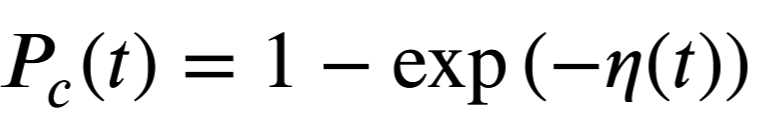 P_c(t) = 1 − exp (−η(t))